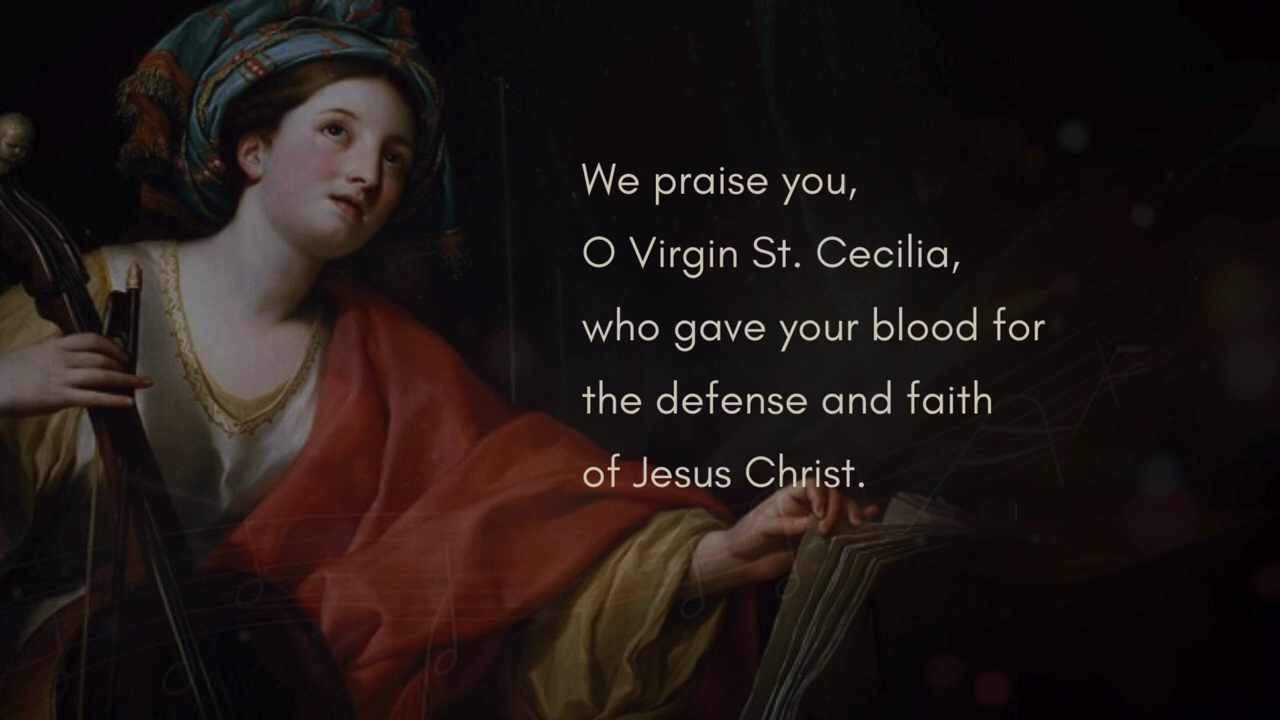 We praise you,
O Virgin St. Cecilia,
who gave your blood for
the defense and faith
of Jesus Christ.